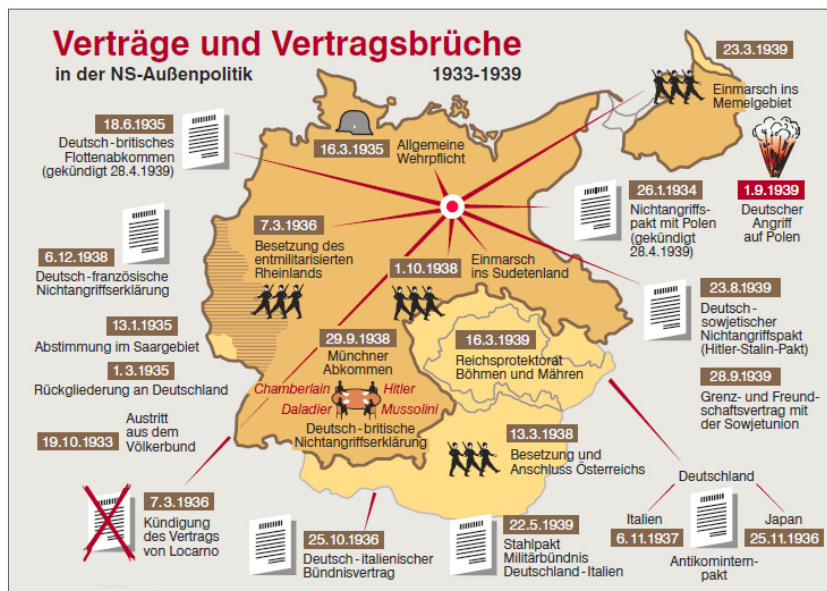 Verträge und Vertragsbrüche
in der NS-Außenpolitik 1933-1939
23.3.1939
Einmarsch ins
Memelgebiet
18.6.1935
Deutsch-britisches
Flottenabkommen
(gekündigt 28.4.1939)
16.3.1935
Allgemeine
Wehrpflicht
26.1.1934
Nichtangriffs-
pakt mit Polen
(gekündigt
28.4.1939)
1.9.1939
Deutscher
Angriff
auf Polen
6.12.1938
Deutsch-französische
Nichtangriffserklärung
7.3.1936
Besetzung des
entmilitarisierten
Rheinlands
1.10.1938
Einmarsch
ins Sudetenland
23.8.1939
Deutsch-
sowjetischer
Nichtangriffspakt
(Hitler-Stalin-Pakt)
13.1.1935
Abstimmung im Saargebiet
1.3.1935
Rückgliederung an Deutschland
29.9.1938
Münchner
Abkommen
Chamberlain Hitler
Daladier Mussolini
Deutsch-britische
Nichtangriffserklärung
16.3.1939
Reichsprotektorat
Böhmen und Mähren
28.9.1939
Grenz- und Freund-
schaftsvertrag mit
der Sowjetunion
19.10.1933
Austritt
aus dem
Völkerbund
13.3.1938
Besetzung und
Anschluss Österreichs
7.3.1936
Kündigung
des Vertrags
von Locarno
25.10.1936
Deutsch-italienischer
Bündnisvertrag
22.5.1939
Stahlpakt
Militärbündnis
Deutschland-Italien
Deutschland
Italien
6.11.1937
Japan
25.11.1936
Antikomintern-
pakt